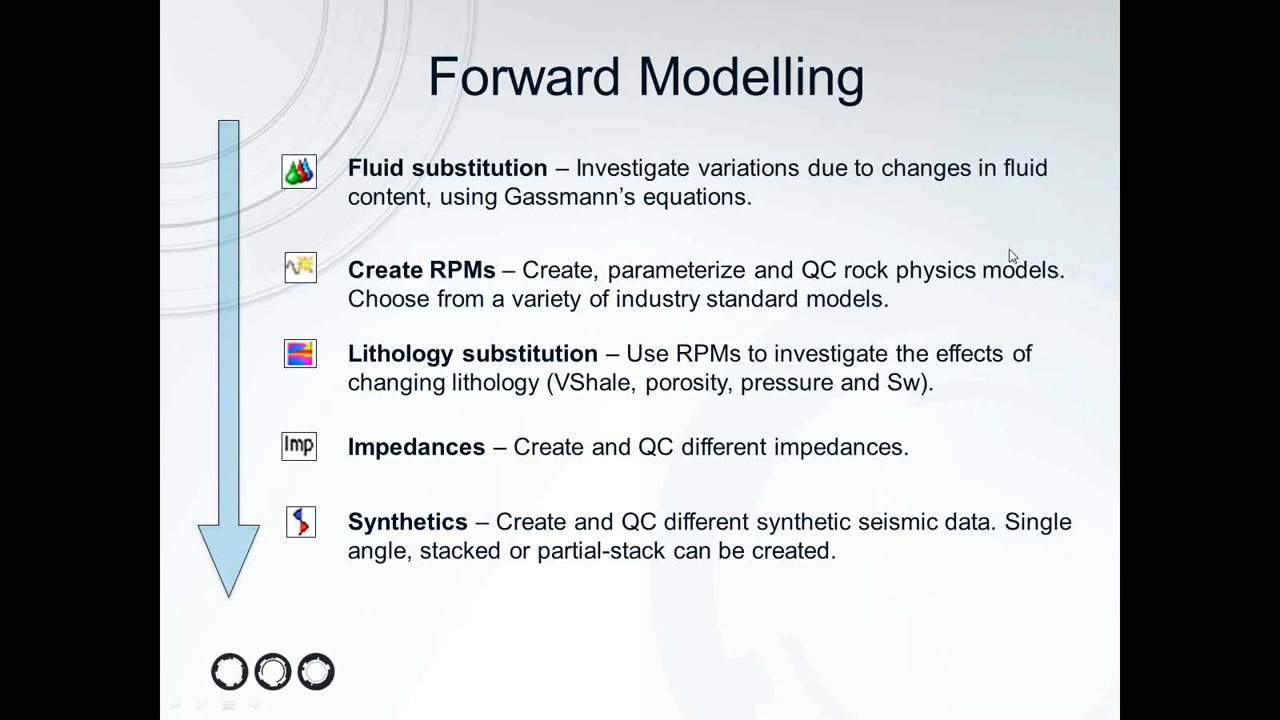 Forward Modelling
Fluid substitution – Investigate variations due to changes in fluid
content, using Gassmann’s equations.
Create RPMs – Create, parameterize and QC rock physics models.
Choose from a variety of industry standard models.
Lithology substitution – Use RPMs to investigate the effects of
changing lithology (VShale, porosity, pressure and Sw).
Imp
Impedances – Create and QC different impedances.
Synthetics – Create and QC different synthetic seismic data. Single
angle, stacked or partial-stack can be created.